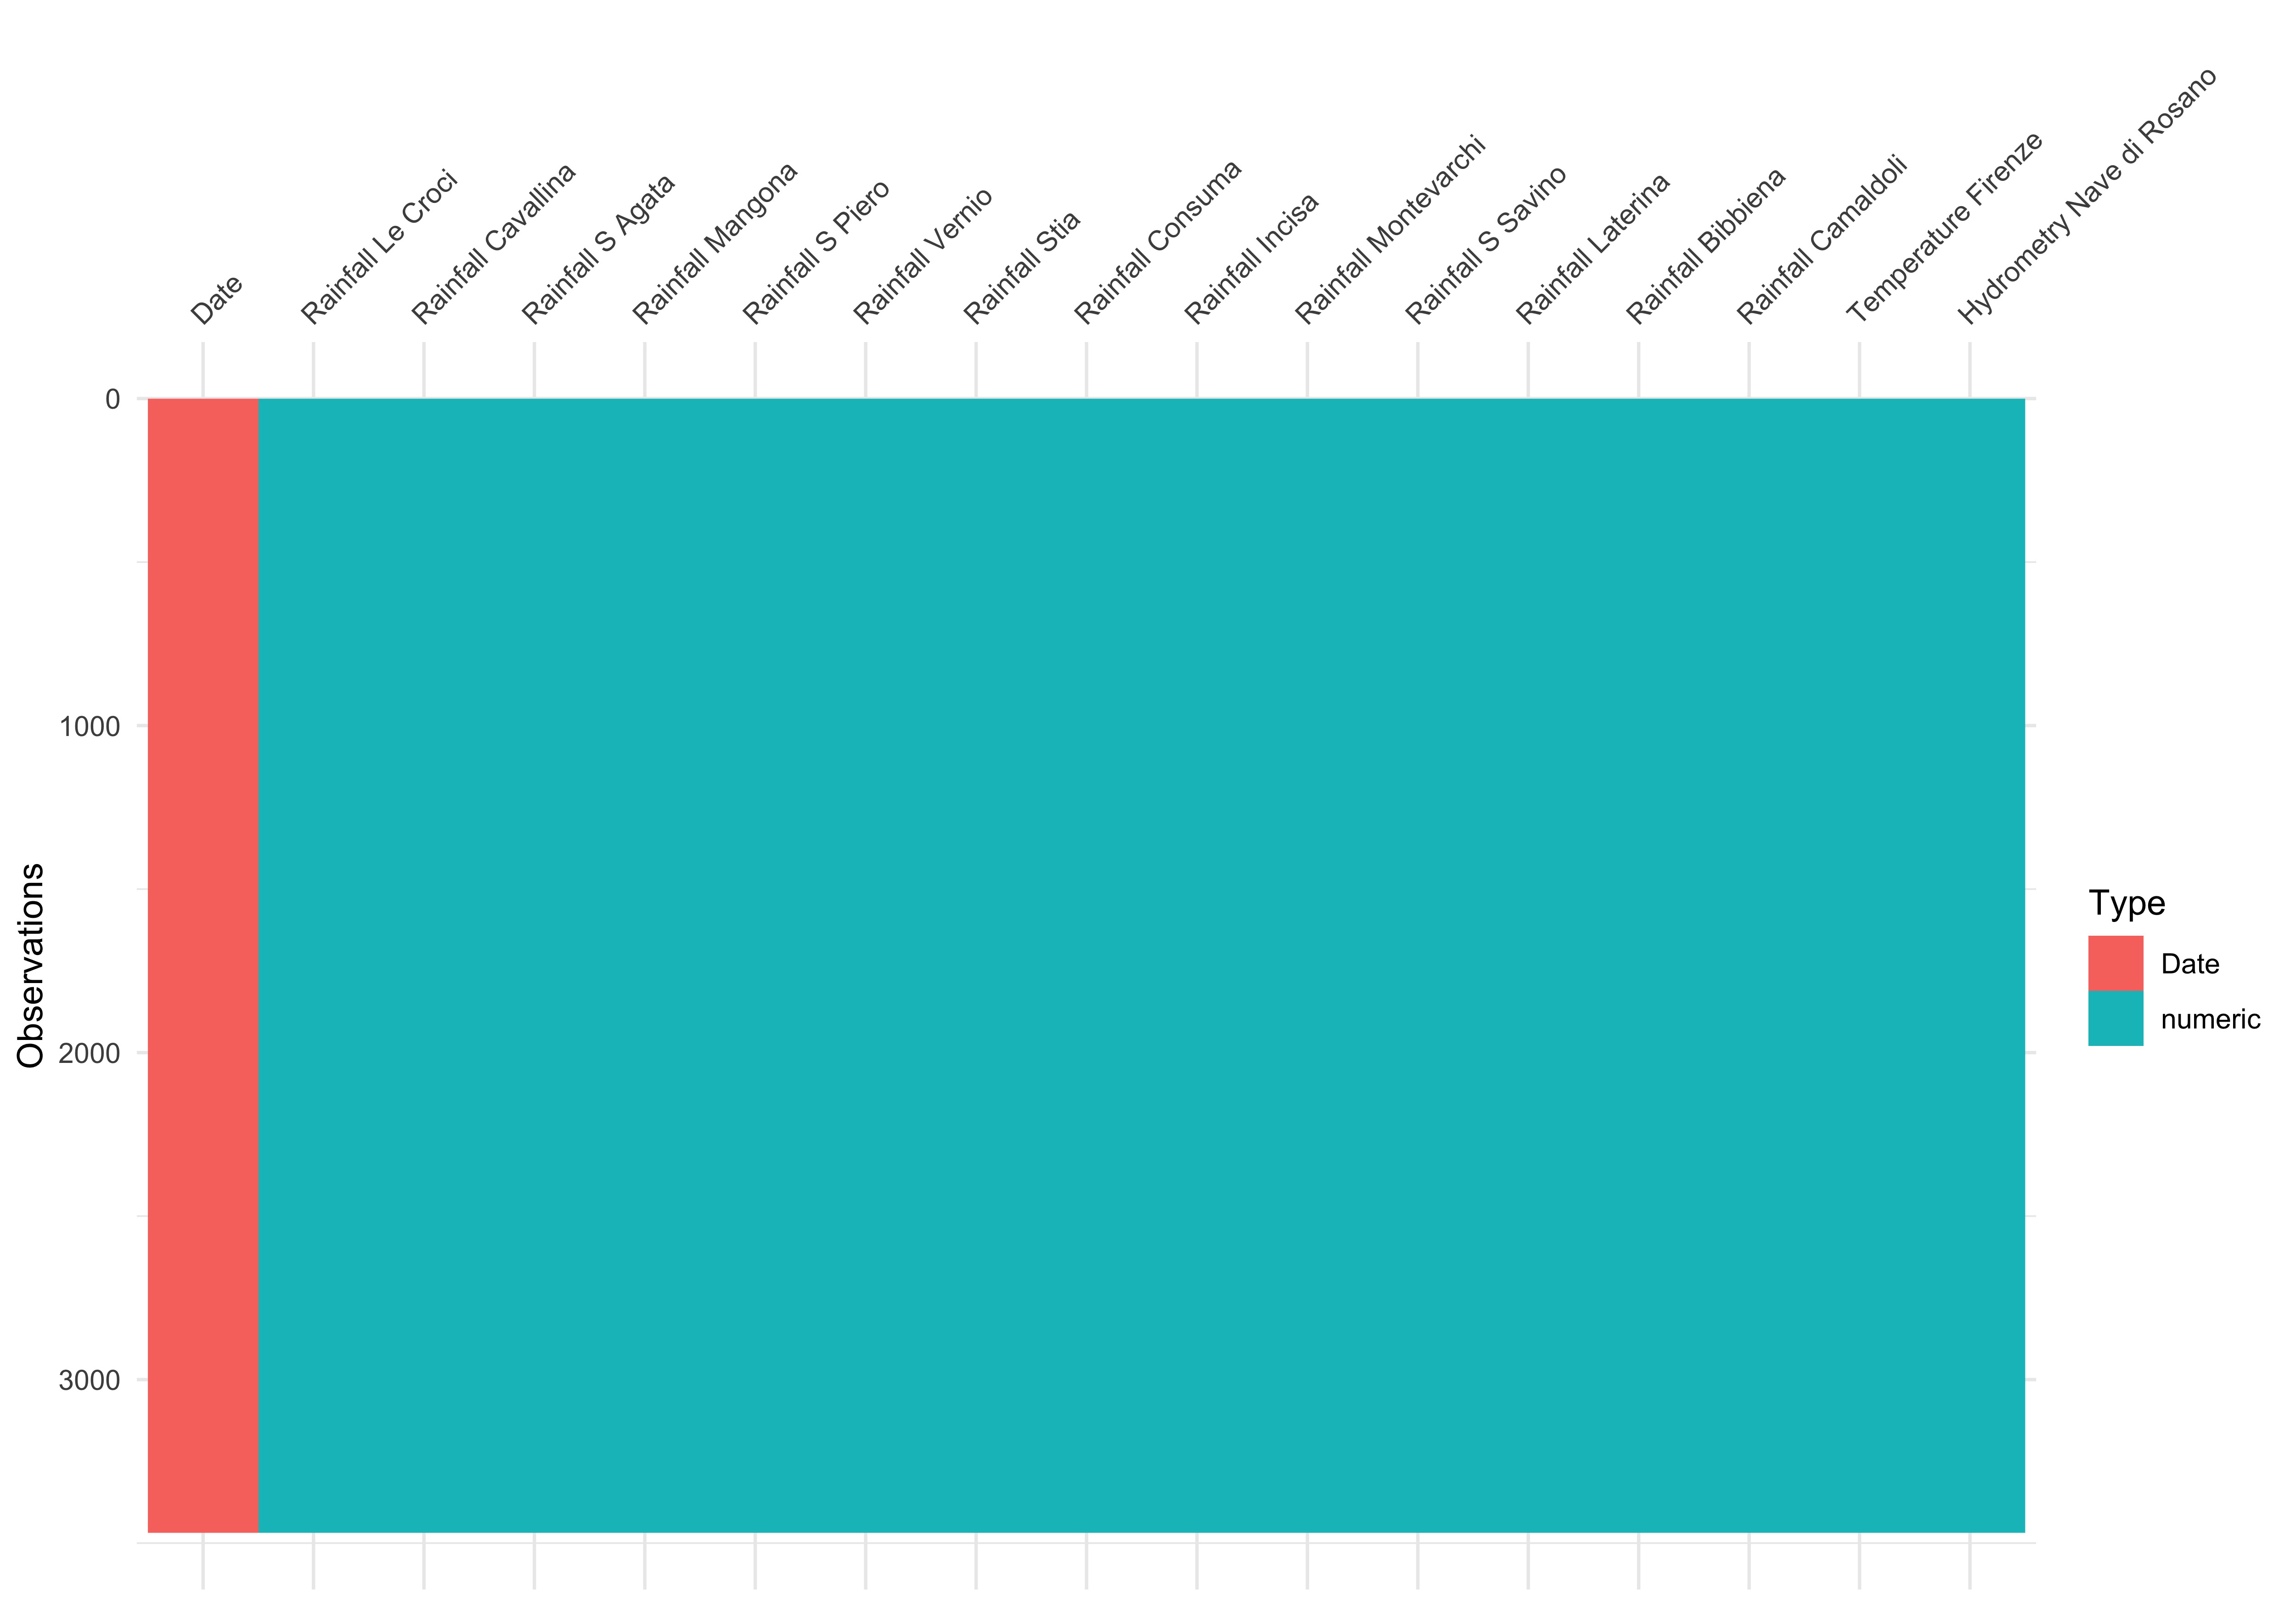 Date
Rainfall Le Croci
Rainfall Cavallina
Rainfall S Agata
Rainfall Mangona
Rainfall S Piero
Rainfall Vernio
Rainfall Stia
Rainfall Consuma
Rainfall Incisa
Rainfall Montevarchi
Rainfall S Savino
Rainfall Laterina
Rainfall Bibbiena
Rainfall Camaldoli
Temperature Firenze
Hydrometry Nave di Rosano
0
1000
2000
3000
Observations
Type
Date
numeric